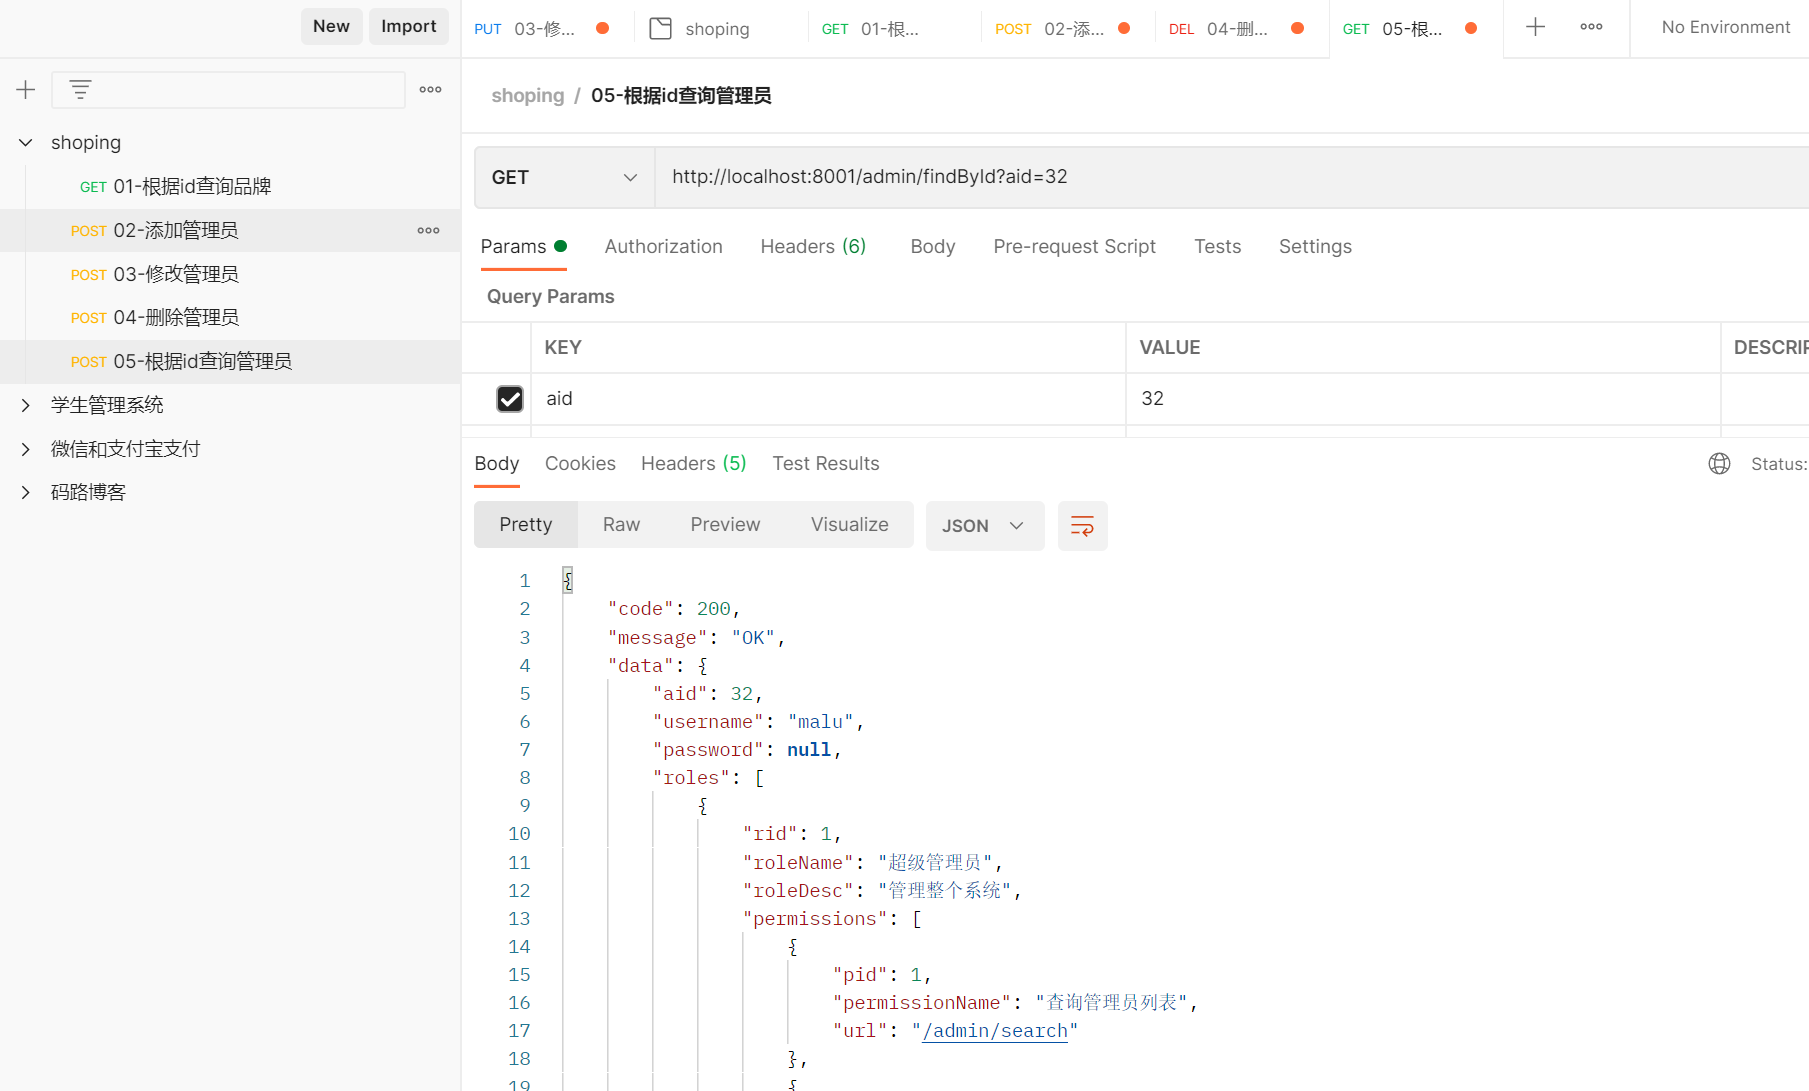 New Import PUT 03-修... shoping GET 01-根... POST 02-添... DEL 04-删... GET 05-根... No Environment
shoping / 05-根据id查询管理员
shoping
GET 01-根据id查询品牌
POST 02-添加管理员
POST 03-修改管理员
POST 04-删除管理员
POST 05-根据id查询管理员
学生管理系统
微信和支付宝支付
码路博客
GET http://localhost:8001/admin/findById?aid=32
Params Authorization Headers (6) Body Pre-request Script Tests Settings
Query Params
KEY VALUE DESCRIP
aid 32
Body Cookies Headers (5) Test Results Status:
Pretty Raw Preview Visualize JSON
1 {
2 "code": 200,
3 "message": "OK",
4 "data": {
5 "aid": 32,
6 "username": "malu",
7 "password": null,
8 "roles": [
9 {
10 "rid": 1,
11 "roleName": "超级管理员",
12 "roleDesc": "管理整个系统",
13 "permissions": [
14 {
15 "pid": 1,
16 "permissionName": "查询管理员列表",
17 "url": "/admin/search"
18 },
19 {